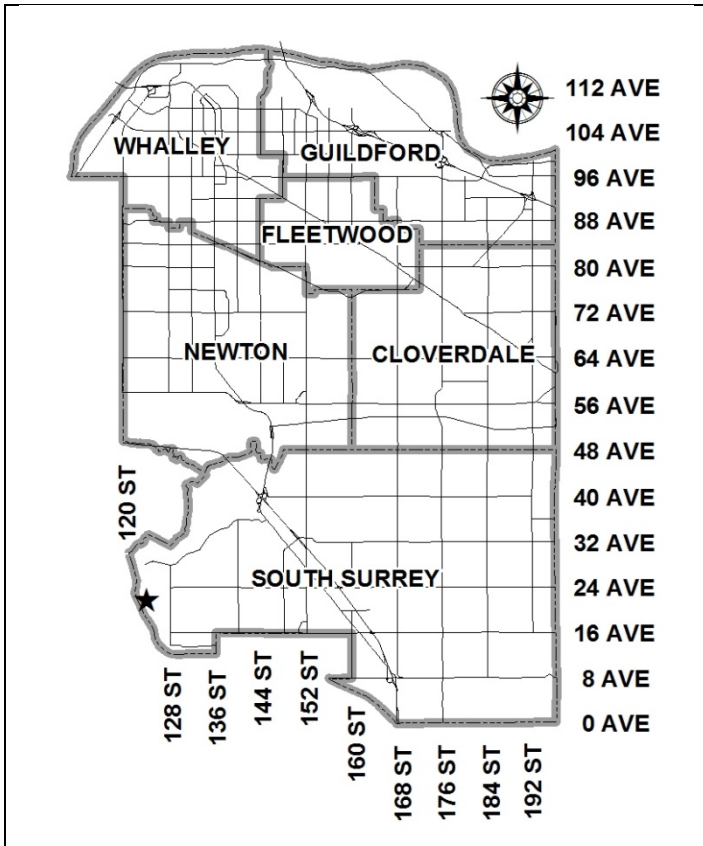 112 AVE
104 AVE
WHALLEY
GUILDFORD
96 AVE
88 AVE
FLEETWOOD
80 AVE
72 AVE
NEWTON
CLOVERDALE
64 AVE
56 AVE
48 AVE
120 ST
40 AVE
32 AVE
SOUTH SURREY
24 AVE
16 AVE
128 ST
136 ST
144 ST
152 ST
160 ST
8 AVE
0 AVE
168 ST
176 ST
184 ST
192 ST